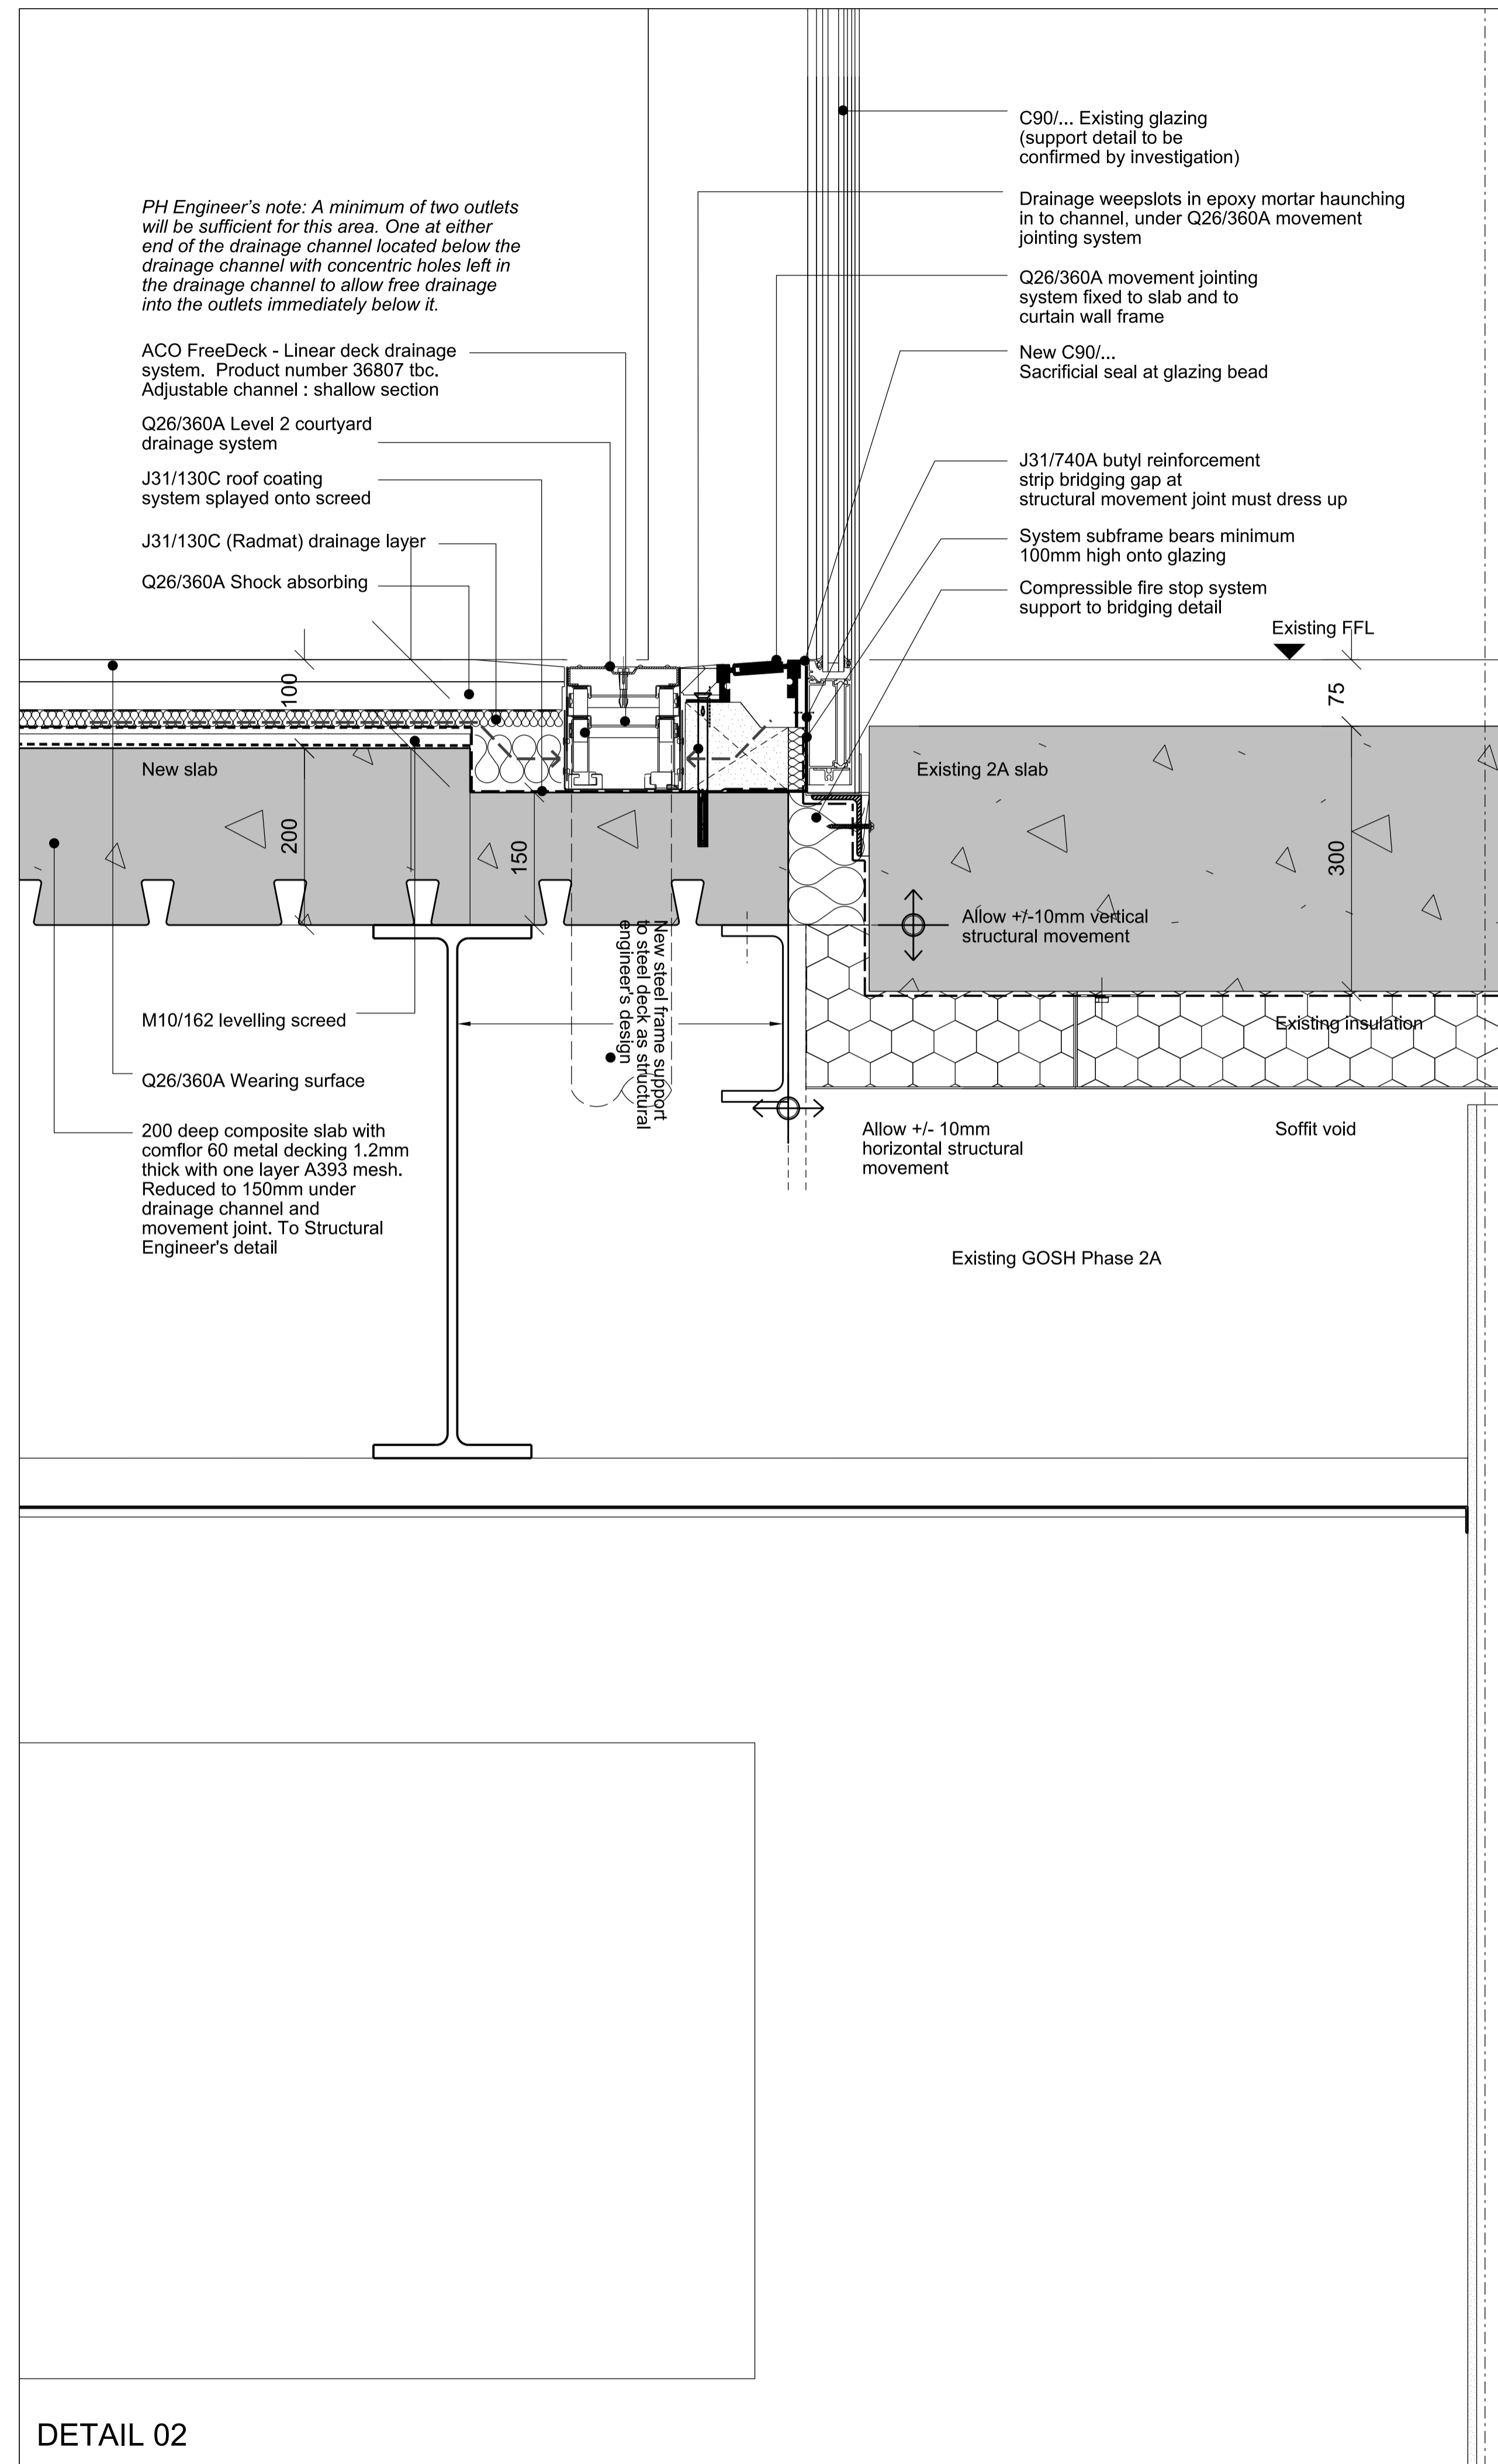 PH Engineer's note: A minimum of two outlets
will be sufficient for this area. One at either
end of the drainage channel located below the
drainage channel with concentric holes left in
the drainage channel to allow free drainage
into the outlets immediately below it.
ACO FreeDeck - Linear deck drainage
system. Product number 36807 tbc.
Adjustable channel : shallow section
Q26/360A Level 2 courtyard
drainage system
J31/130C roof coating
system splayed onto screed
J31/130C (Radmat) drainage layer
Q26/360A Shock absorbing
C90/... Existing glazing
(support detail to be
confirmed by investigation)
Drainage weepslots in epoxy mortar haunching
in to channel, under Q26/360A movement
jointing system
Q26/360A movement jointing
system fixed to slab and to
curtain wall frame
New C90/...
Sacrificial seal at glazing bead
J31/740A butyl reinforcement
strip bridging gap at
structural movement joint must dress up
System subframe bears minimum
100mm high onto glazing
Compressible fire stop system
support to bridging detail
Existing FFL
100
75
New slab
Existing 2A slab
200
150
300
Allow +/-10mm vertical
structural movement
New steel frame support
to steel deck as structural
engineer's design
M10/162 levelling screed
Existing insulation
Q26/360A Wearing surface
200 deep composite slab with
comflor 60 metal decking 1.2mm
thick with one layer A393 mesh.
Reduced to 150mm under
drainage channel and
movement joint. To Structural
Engineer's detail
Allow +/- 10mm
horizontal structural
movement
Soffit void
Existing GOSH Phase 2A
DETAIL 02